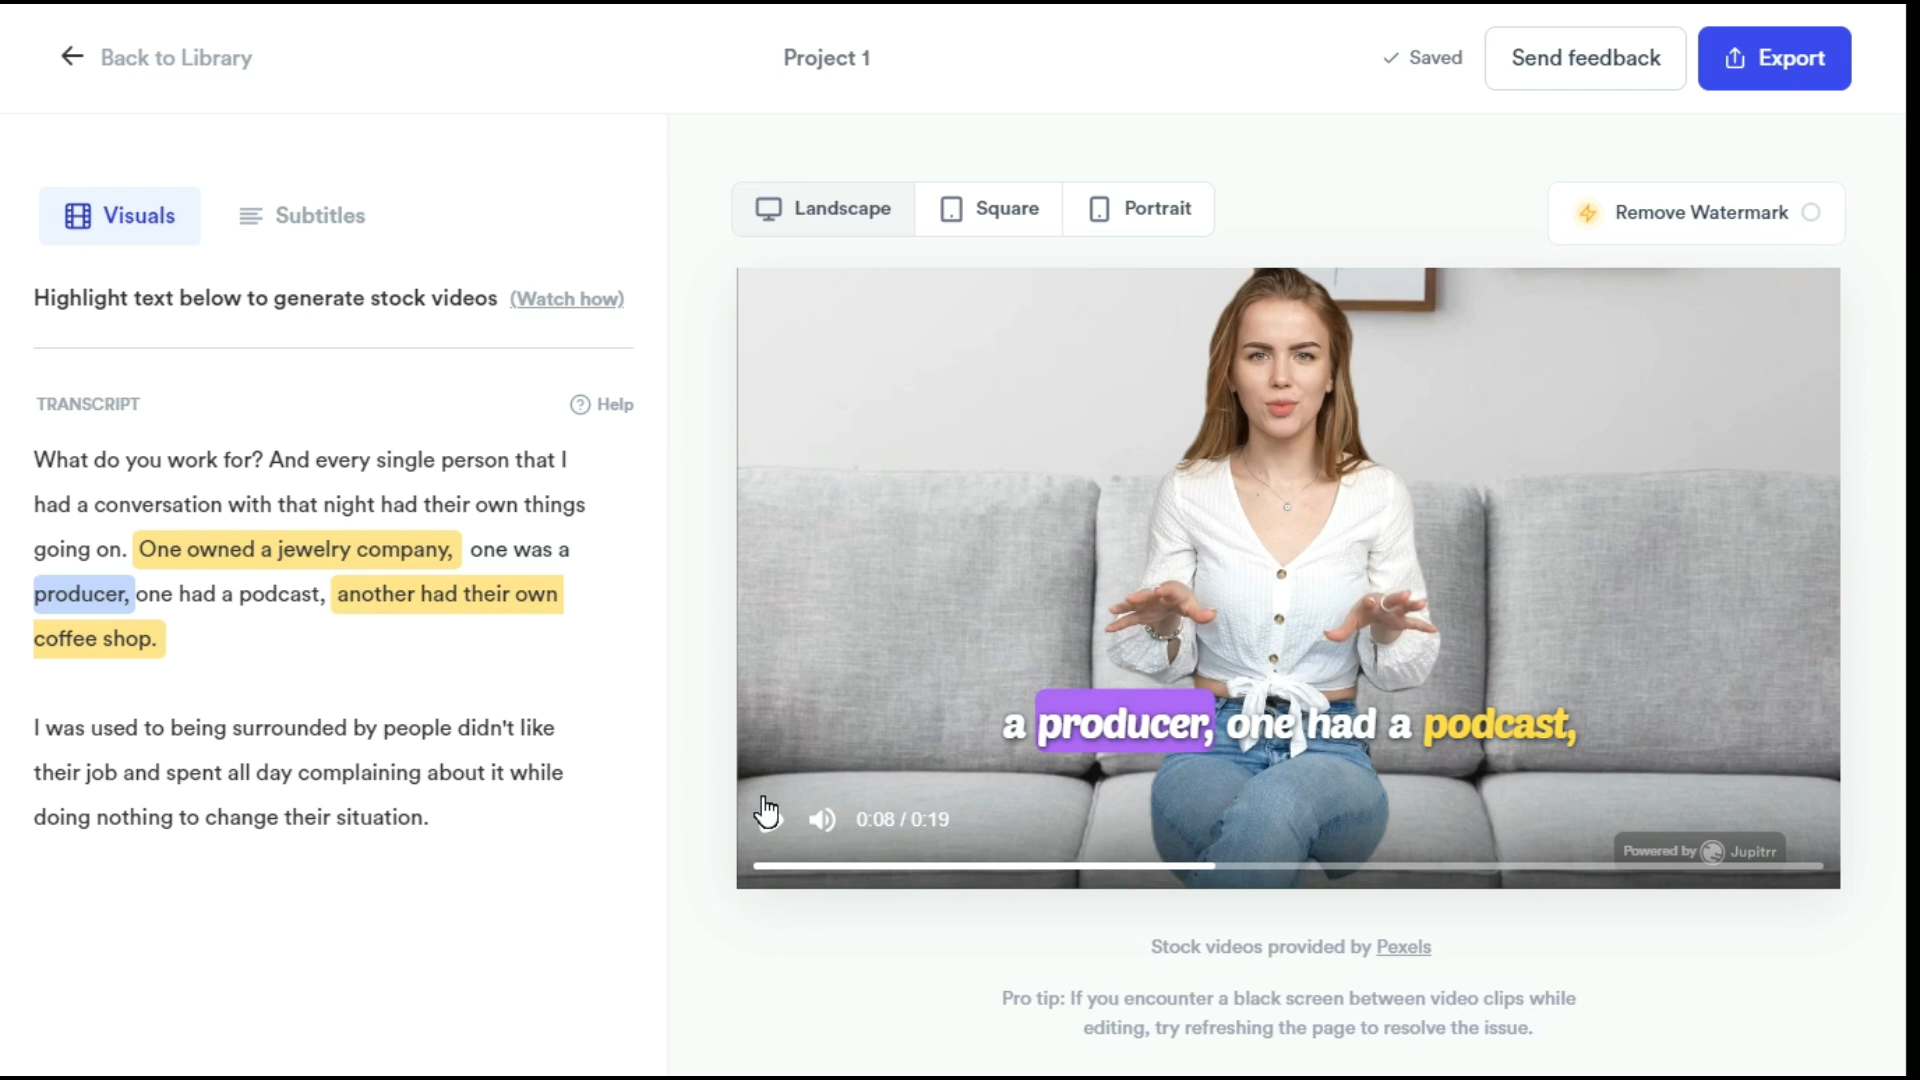 Back to Library
Project 1
Saved
Send feedback
Export
Visuals
Subtitles
Highlight text below to generate stock videos (Watch how)
TRANSCRIPT
Help
What do you work for? And every single person that I
had a conversation with that night had their own things
going on. One owned a jewelry company, one was a
producer, one had a podcast, another had their own
coffee shop.
I was used to being surrounded by people didn't like
their job and spent all day complaining about it while
doing nothing to change their situation.
Landscape
Square
Portrait
Remove Watermark
a producer, one had a podcast,
0:08 / 0:19
Powered by Jupitrr
Stock videos provided by Pexels
Pro tip: If you encounter a black screen between video clips while
editing, try refreshing the page to resolve the issue.